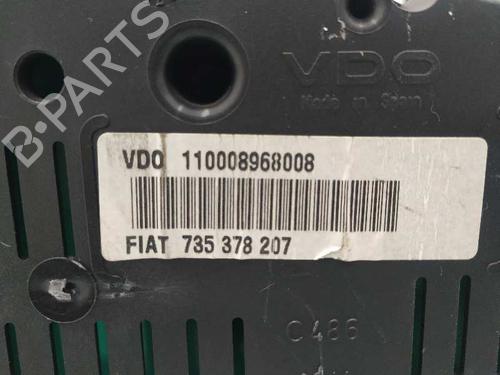 B-PARTS
VDO
Made in Spain
VDO 110008968008
FIAT 735 378 207
C486